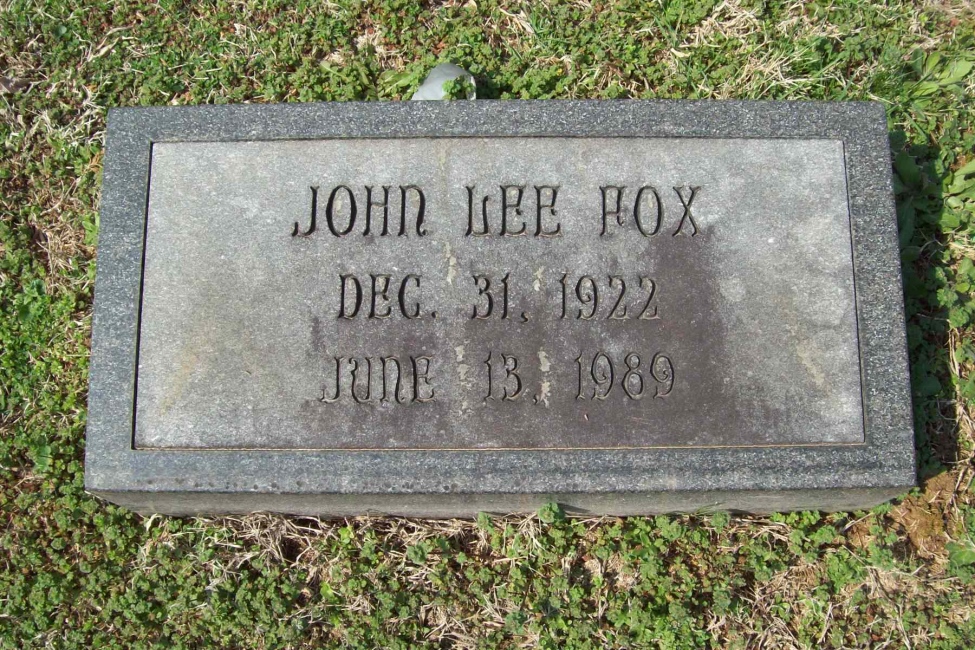 JOHN LEE FOX
DEC. 31, 1922
JUNE 13, 1989